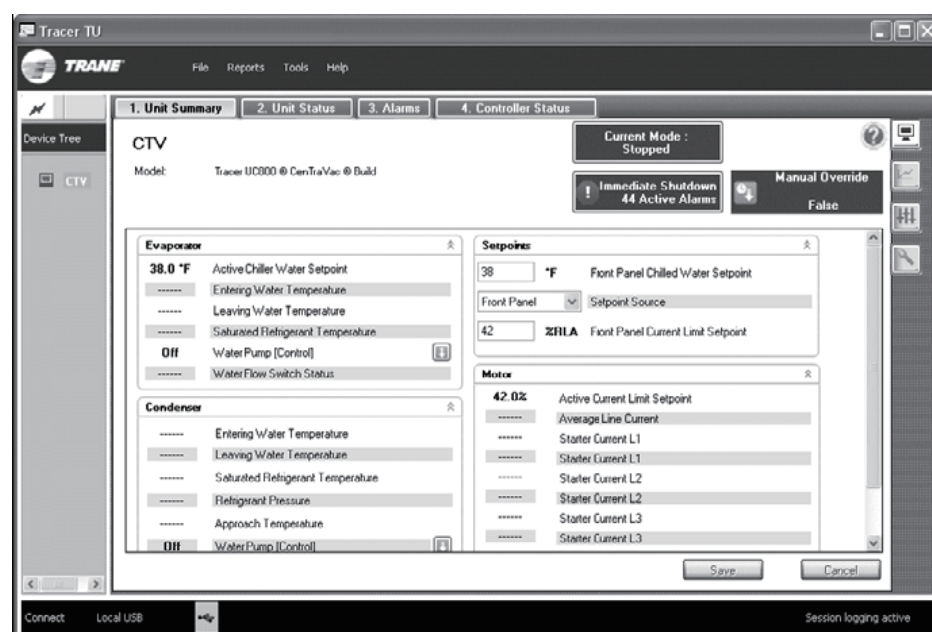 Tracer TU
TRANE
File Reports Tools Help
1. Unit Summary 2. Unit Status 3. Alarms 4. Controller Status
Device Tree
CTV
CTV
Model: Tracer UC800 ® CenTraVac ® Build
Current Mode :
Stopped
Immediate Shutdown
44 Active Alarms
Manual Override
False
Evaporator
38.0 °F Active Chiller Water Setpoint
------ Entering Water Temperature
------ Leaving Water Temperature
------ Saturated Refrigerant Temperature
Off Water Pump [Control]
------ Water Flow Switch Status
Condenser
------ Entering Water Temperature
------ Leaving Water Temperature
------ Saturated Refrigerant Temperature
------ Refrigerant Pressure
------ Approach Temperature
Off Water Pump [Control]
Setpoints
38 °F Front Panel Chilled Water Setpoint
Front Panel Setpoint Source
42 %RLA Front Panel Current Limit Setpoint
Motor
42.0% Active Current Limit Setpoint
------ Average Line Current
------ Starter Current L1
------ Starter Current L1
------ Starter Current L2
------ Starter Current L2
------ Starter Current L3
------ Starter Current L3
Save Cancel
Connect Local USB Session logging active